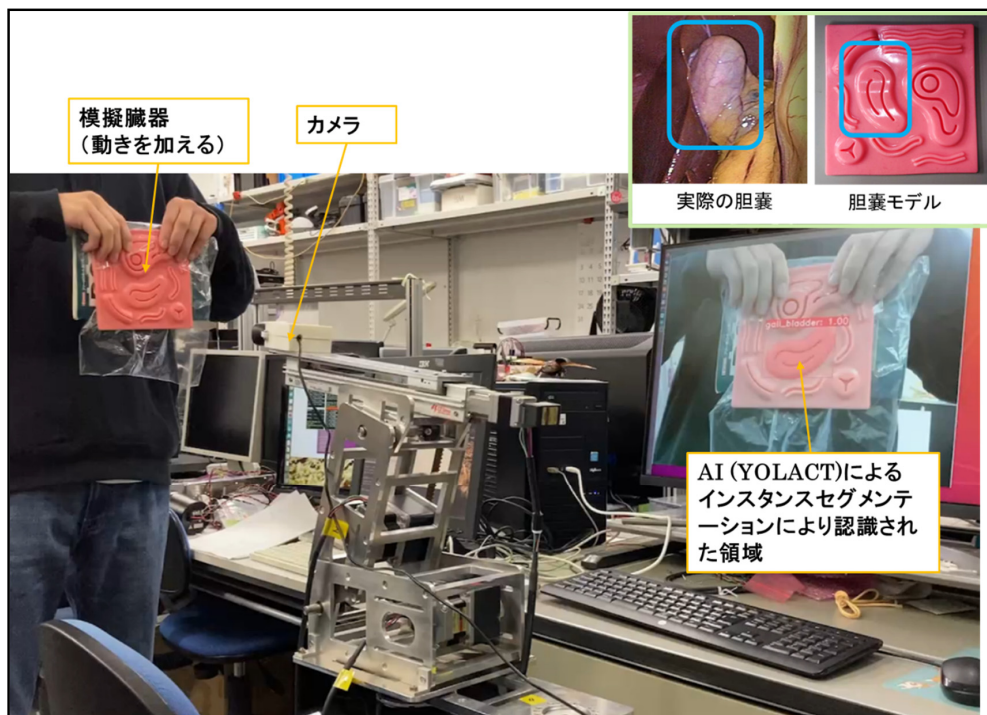 模擬臓器
（動きを加える）
カメラ
実際の胆嚢
胆嚢モデル
gall_bladder: 1.00
AI (YOLACT)による
インスタンスセグメンテ
ーションにより認識され
た領域
IBM